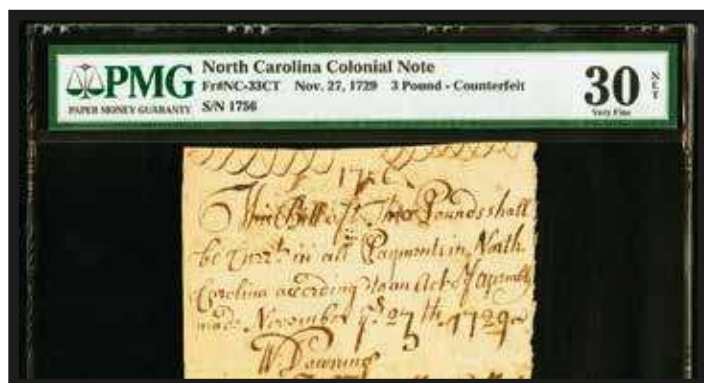 PMG
PAPER MONEY GUARANTY
North Carolina Colonial Note
Fr#NC-33CT Nov. 27, 1729 3 Pound - Counterfeit
S/N 1756
30
NET
Very Fine
1756
This Bill of Three Pounds shall
be Curr.t in all Payments in North
Carolina according to an Act of Assembly
made November ye 27th 1729
W Downing